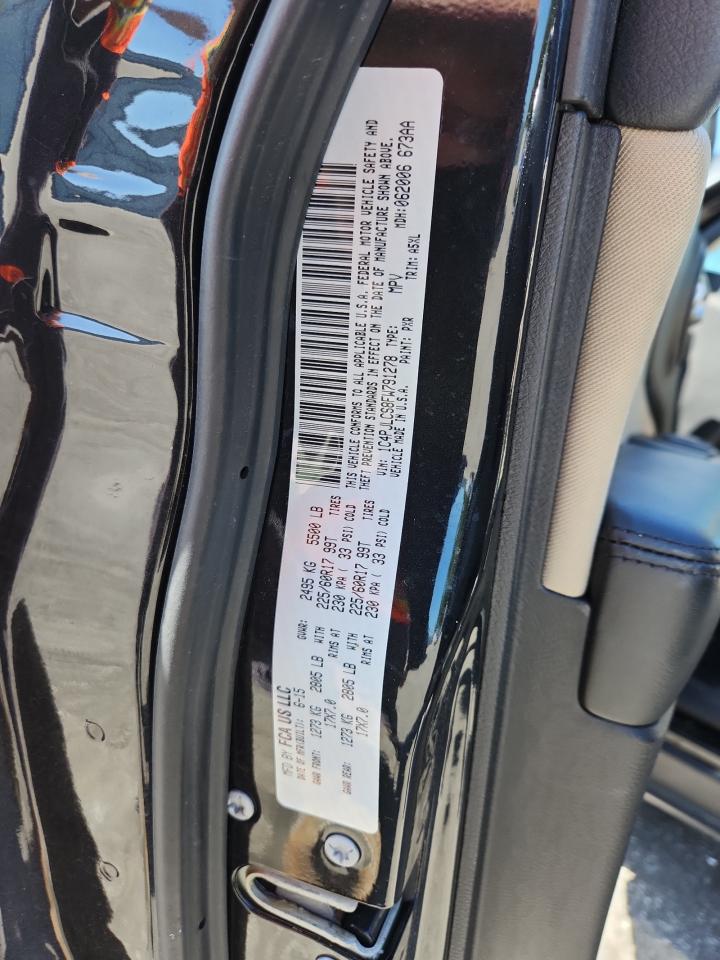 MFD BY FCA US LLC
DATE OF MFR(BUILT): 6-15 GVWR: 2495 KG 5500 LB
GAWR FRONT: 1273 KG 2805 LB WITH 225/60R17 99T TIRES
17X7.0 RIMS AT 230 KPA ( 33 PSI) COLD
GAWR REAR: 1273 KG 2805 LB WITH 225/60R17 99T TIRES
17X7.0 RIMS AT 230 KPA ( 33 PSI) COLD
THIS VEHICLE CONFORMS TO ALL APPLICABLE U.S.A. FEDERAL MOTOR VEHICLE SAFETY AND
THEFT PREVENTION STANDARDS IN EFFECT ON THE DATE OF MANUFACTURE SHOWN ABOVE.
VIN: 1C4PJLCS8FW791278 TYPE: MPV MDH:062006 673AA
VEHICLE MADE IN U.S.A. PAINT: PXR TRIM: A5XL